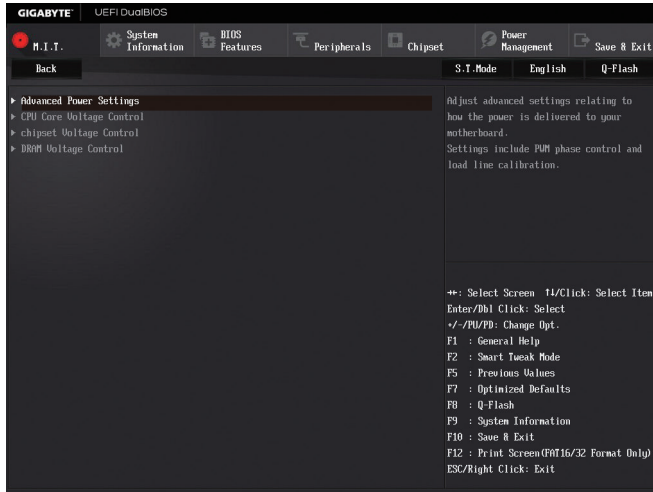 GIGABYTE™ UEFI DualBIOS
M.I.T.
System Information
BIOS Features
Peripherals
Chipset
Power Management
Save & Exit
Back
S.T.Mode English Q-Flash
Advanced Power Settings
CPU Core Voltage Control
chipset Voltage Control
DRAM Voltage Control
Adjust advanced settings relating to
how the power is delivered to your
motherboard.
Settings include PWM phase control and
load line calibration.
→←: Select Screen ↑↓/Click: Select Item
Enter/Dbl Click: Select
+/-/PU/PD: Change Opt.
F1 : General Help
F2 : Smart Tweak Mode
F5 : Previous Values
F7 : Optimized Defaults
F8 : Q-Flash
F9 : System Information
F10 : Save & Exit
F12 : Print Screen(FAT16/32 Format Only)
ESC/Right Click: Exit